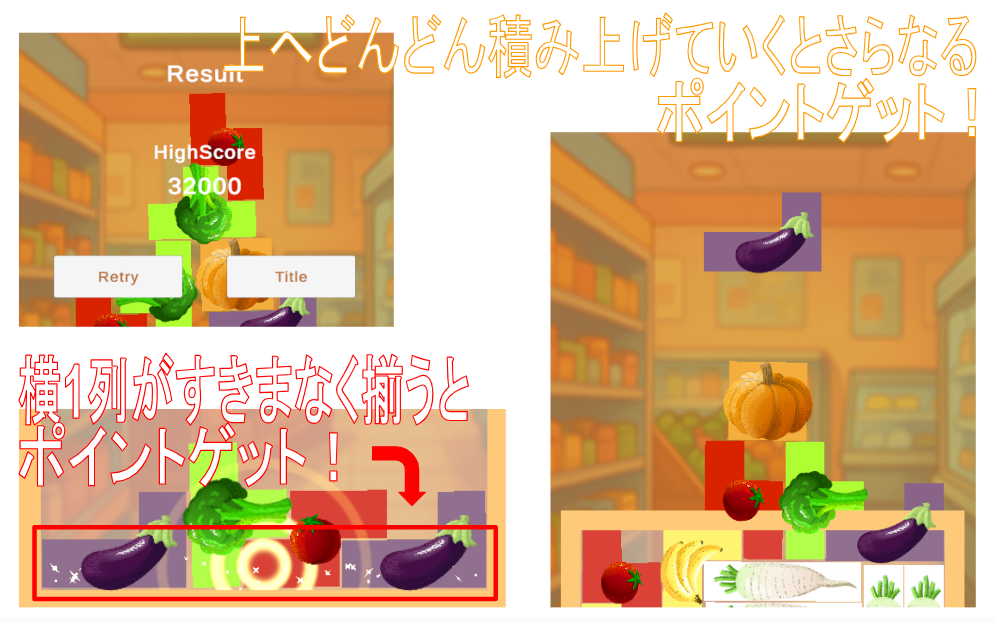 上へどんどん積み上げていくとさらなる
ポイントゲット！
Result
HighScore
32000
Retry
Title
横1列がすきまなく揃うと
ポイントゲット！